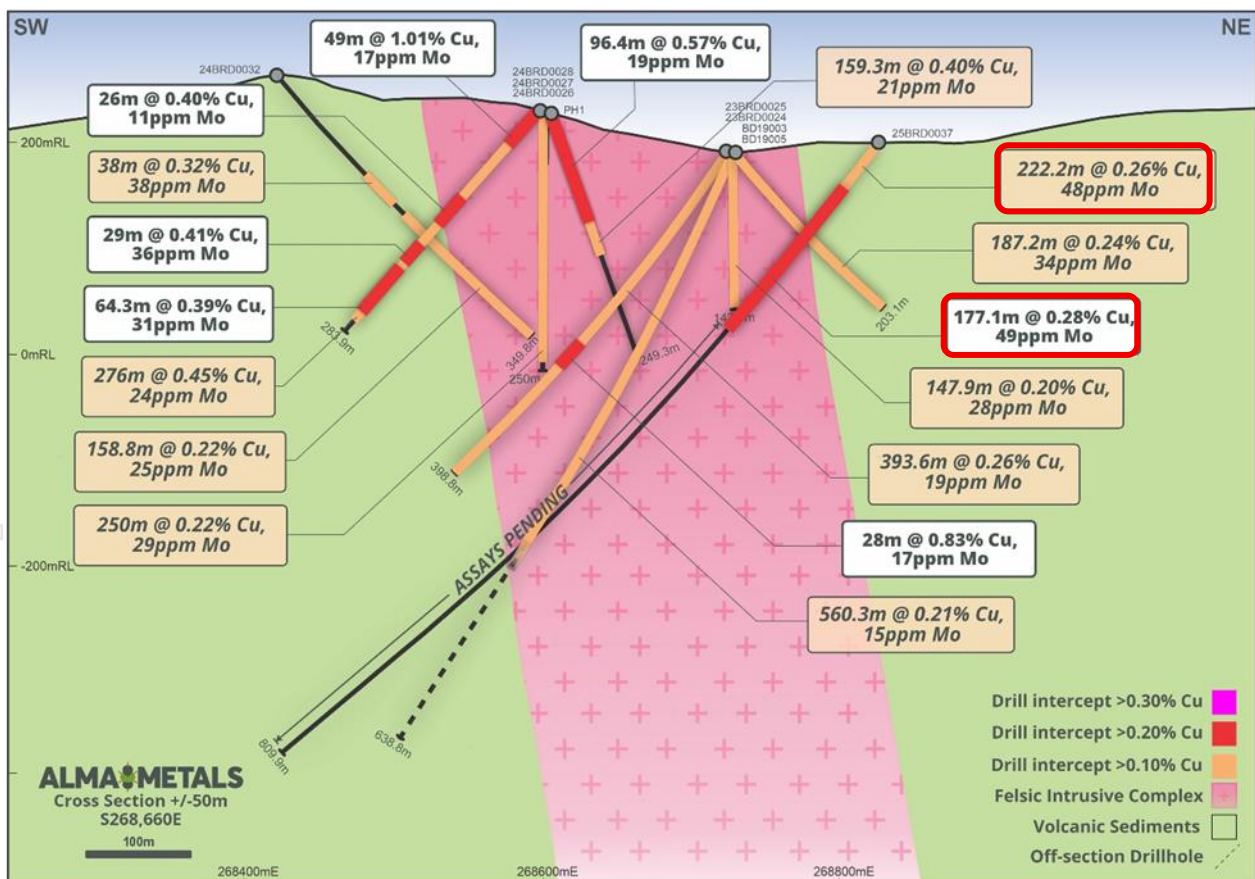 SW
NE
49m @ 1.01% Cu,
17ppm Mo
96.4m @ 0.57% Cu,
19ppm Mo
159.3m @ 0.40% Cu,
21ppm Mo
24BRD0032
24BRD0028
24BRD0027
24BRD0026
PH1
23BRD0025
23BRD0024
BD19003
BD19005
25BRD0037
26m @ 0.40% Cu,
11ppm Mo
200mRL
38m @ 0.32% Cu,
38ppm Mo
29m @ 0.41% Cu,
36ppm Mo
64.3m @ 0.39% Cu,
31ppm Mo
276m @ 0.45% Cu,
24ppm Mo
158.8m @ 0.22% Cu,
25ppm Mo
250m @ 0.22% Cu,
29ppm Mo
0mRL
-200mRL
222.2m @ 0.26% Cu,
48ppm Mo
187.2m @ 0.24% Cu,
34ppm Mo
177.1m @ 0.28% Cu,
49ppm Mo
147.9m @ 0.20% Cu,
28ppm Mo
393.6m @ 0.26% Cu,
19ppm Mo
28m @ 0.83% Cu,
17ppm Mo
560.3m @ 0.21% Cu,
15ppm Mo
283.9m
349.8m
250m
249.3m
203.1m
398.8m
ASSAYS PENDING
638.8m
809.9m
Drill intercept >0.30% Cu
Drill intercept >0.20% Cu
Drill intercept >0.10% Cu
Felsic Intrusive Complex
Volcanic Sediments
Off-section Drillhole
ALMA METALS
Cross Section +/-50m
S268,660E
100m
268400mE
268600mE
268800mE